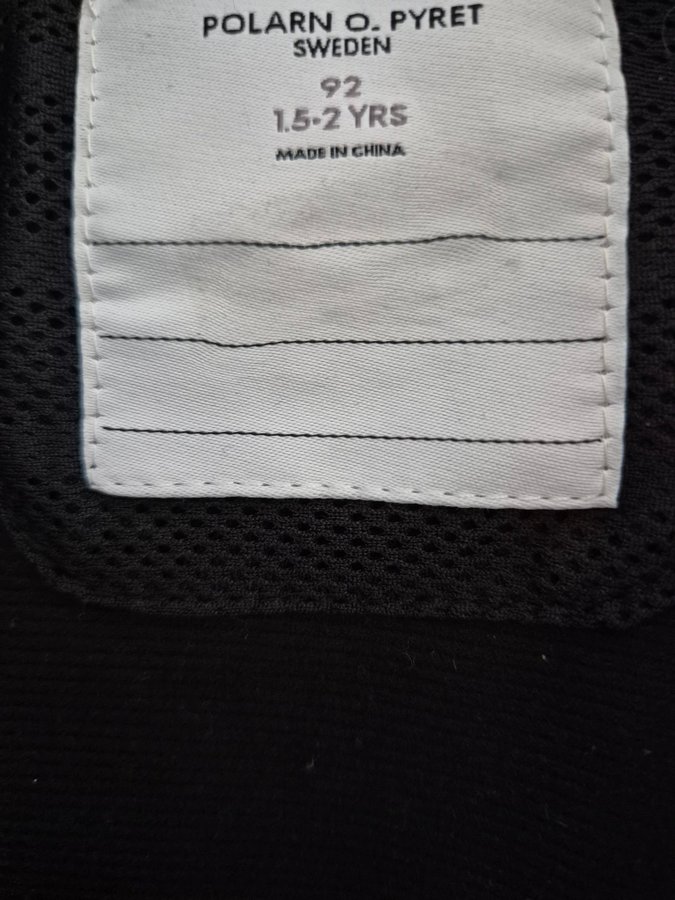 POLARN O. PYRET
SWEDEN
92
1.5-2 YRS
MADE IN CHINA